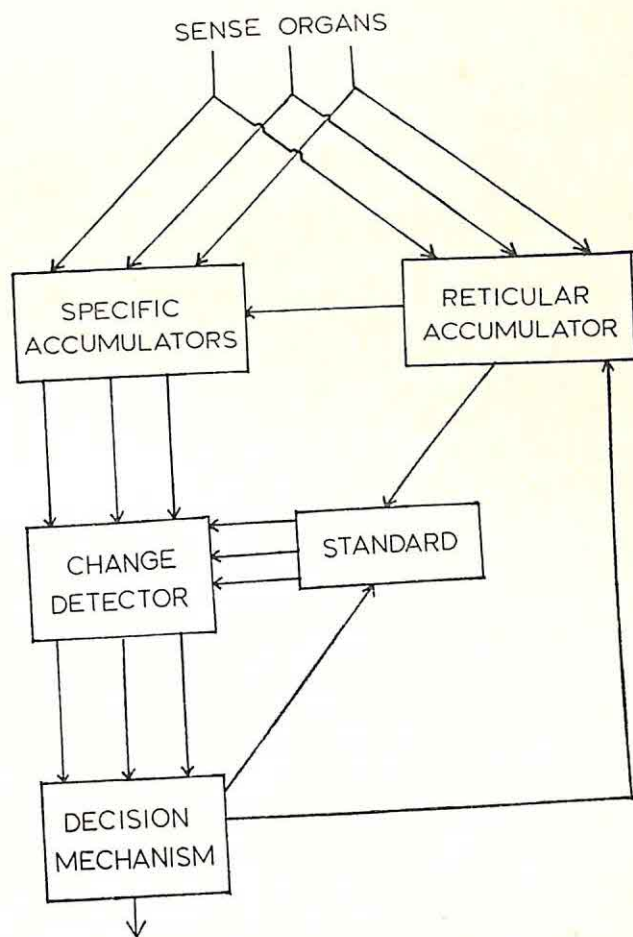 SENSE ORGANS
SPECIFIC
ACCUMULATORS
RETICULAR
ACCUMULATOR
CHANGE
DETECTOR
STANDARD
DECISION
MECHANISM